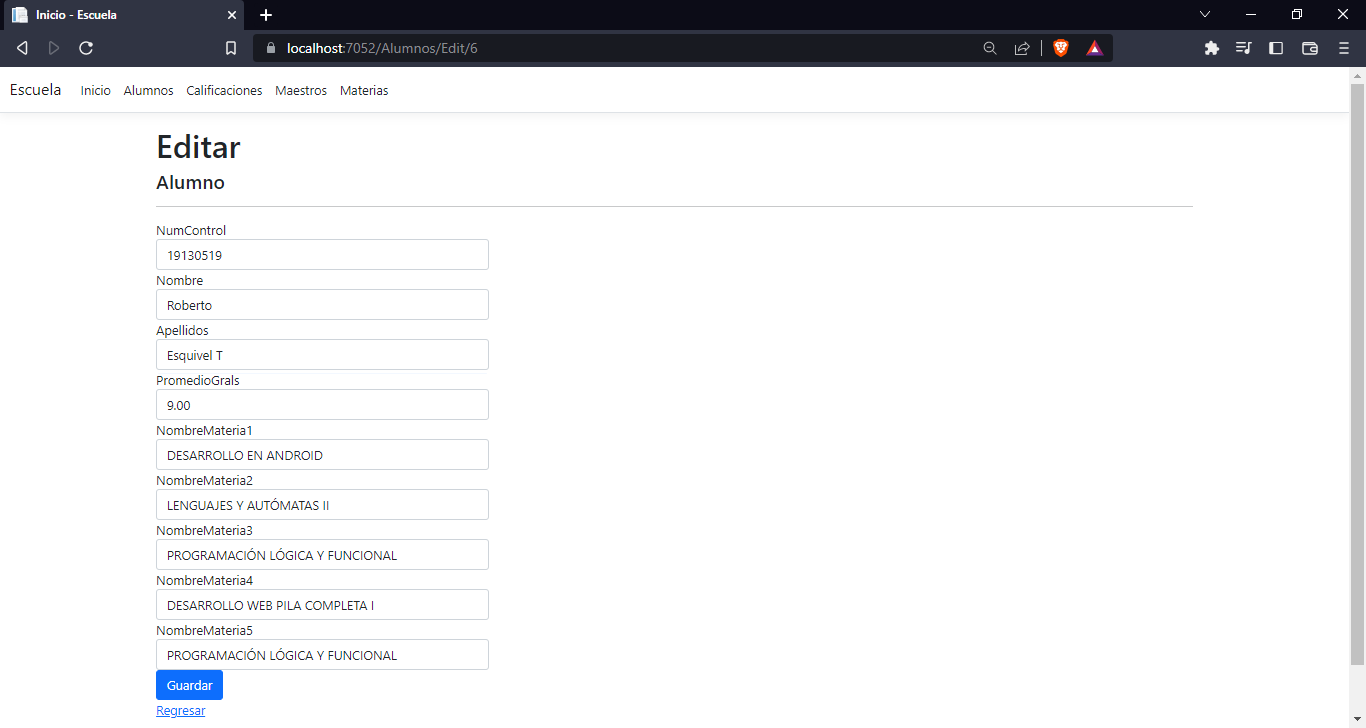 Inicio - Escuela
localhost:7052/Alumnos/Edit/6
Escuela Inicio Alumnos Calificaciones Maestros Materias
Editar
Alumno
NumControl
19130519
Nombre
Roberto
Apellidos
Esquivel T
PromedioGrals
9.00
NombreMateria1
DESARROLLO EN ANDROID
NombreMateria2
LENGUAJES Y AUTÓMATAS II
NombreMateria3
PROGRAMACIÓN LÓGICA Y FUNCIONAL
NombreMateria4
DESARROLLO WEB PILA COMPLETA I
NombreMateria5
PROGRAMACIÓN LÓGICA Y FUNCIONAL
Guardar
Regresar